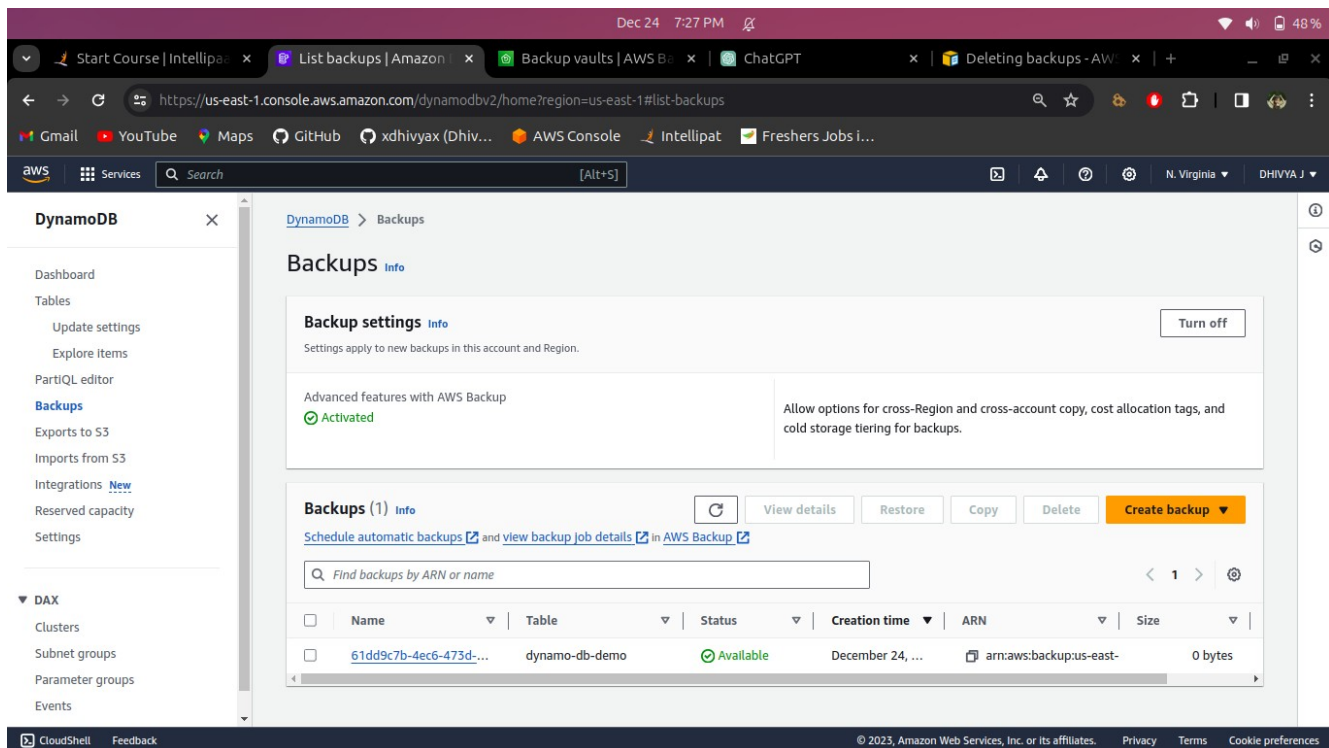 Dec 24 7:27 PM
48%
Start Course | Intellipaa
List backups | Amazon
Backup vaults | AWS Ba
ChatGPT
Deleting backups - AW
https://us-east-1.console.aws.amazon.com/dynamodbv2/home?region=us-east-1#list-backups
Gmail YouTube Maps GitHub xdhivyax (Dhiv... AWS Console Intellipat Freshers Jobs i...
aws Services Search [Alt+S] N. Virginia DHIVYA J
DynamoDB
Dashboard
Tables
Update settings
Explore items
PartiQL editor
Backups
Exports to S3
Imports from S3
Integrations New
Reserved capacity
Settings
DAX
Clusters
Subnet groups
Parameter groups
Events
DynamoDB > Backups
Backups Info
Backup settings Info
Turn off
Settings apply to new backups in this account and Region.
Advanced features with AWS Backup
Activated
Allow options for cross-Region and cross-account copy, cost allocation tags, and
cold storage tiering for backups.
Backups (1) Info
View details Restore Copy Delete Create backup
Schedule automatic backups and view backup job details in AWS Backup
Find backups by ARN or name
1
Name Table Status Creation time ARN Size
61dd9c7b-4ec6-473d-... dynamo-db-demo Available December 24, ... arn:aws:backup:us-east- 0 bytes
CloudShell Feedback © 2023, Amazon Web Services, Inc. or its affiliates. Privacy Terms Cookie preferences